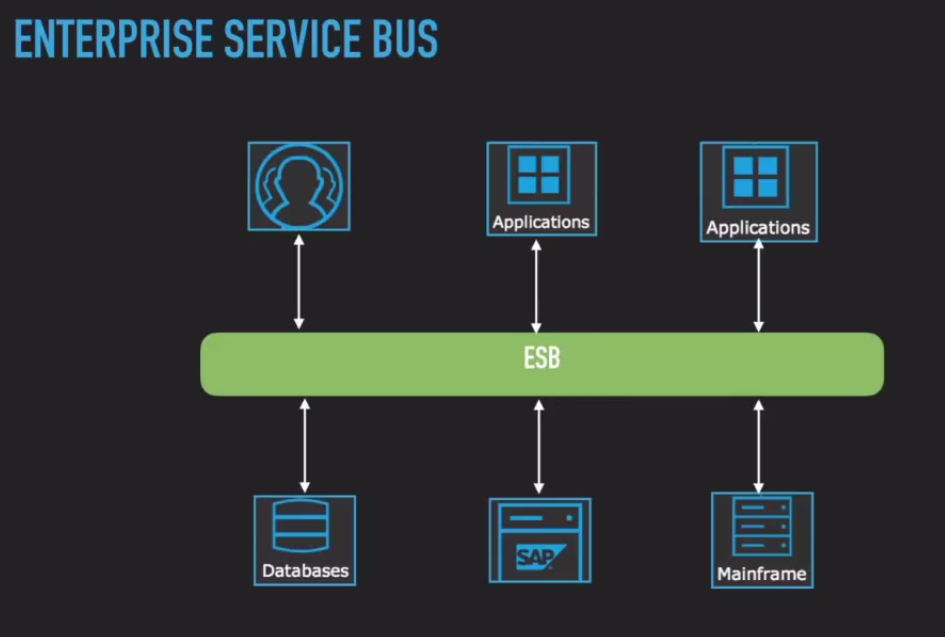 ENTERPRISE SERVICE BUS
Applications
Applications
ESB
Databases
SAP
Mainframe